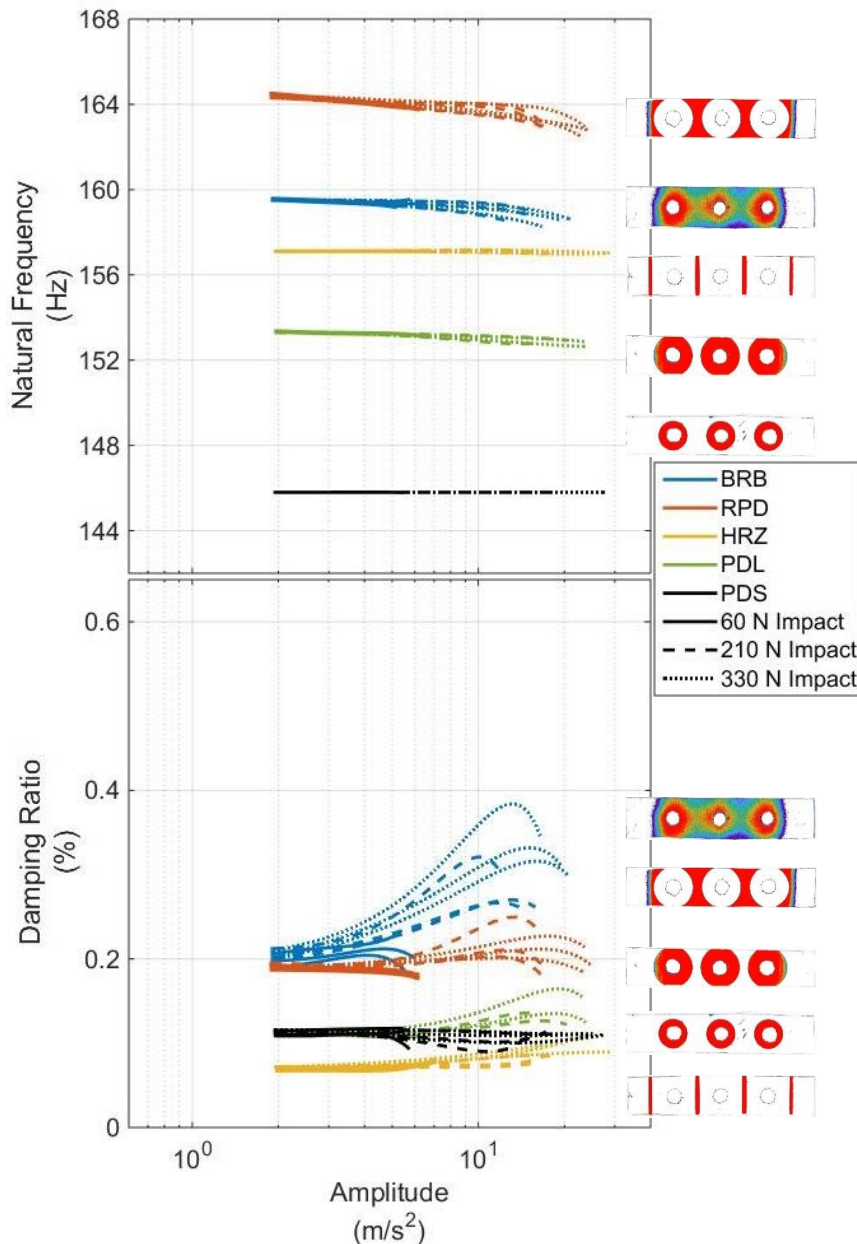 168
164
160
156
152
148
144
Natural Frequency
(Hz)
BRB
RPD
HRZ
PDL
PDS
60 N Impact
210 N Impact
330 N Impact
0.6
0.4
0.2
0
Damping Ratio
(%)
10^0
10^1
Amplitude
(m/s^2)